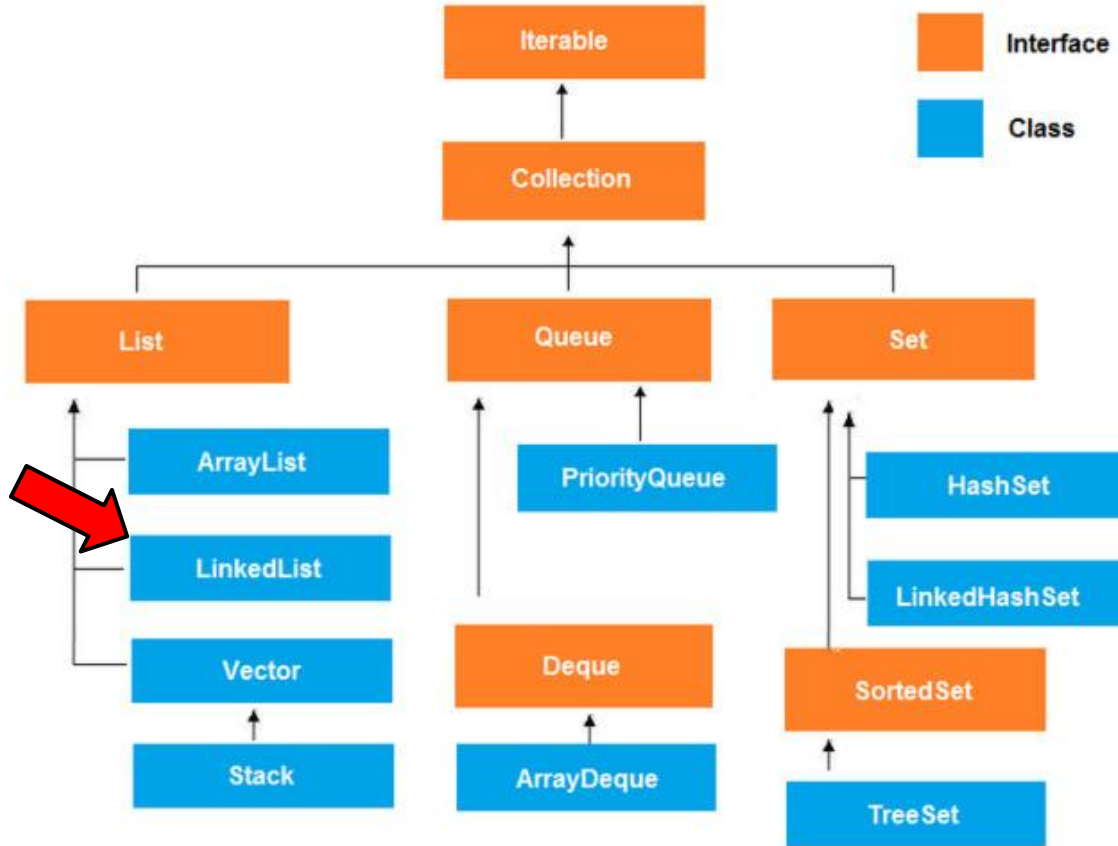 Iterable
Interface
Class
Collection
List
Queue
Set
ArrayList
PriorityQueue
HashSet
LinkedList
LinkedHashSet
Vector
Deque
SortedSet
Stack
ArrayDeque
TreeSet